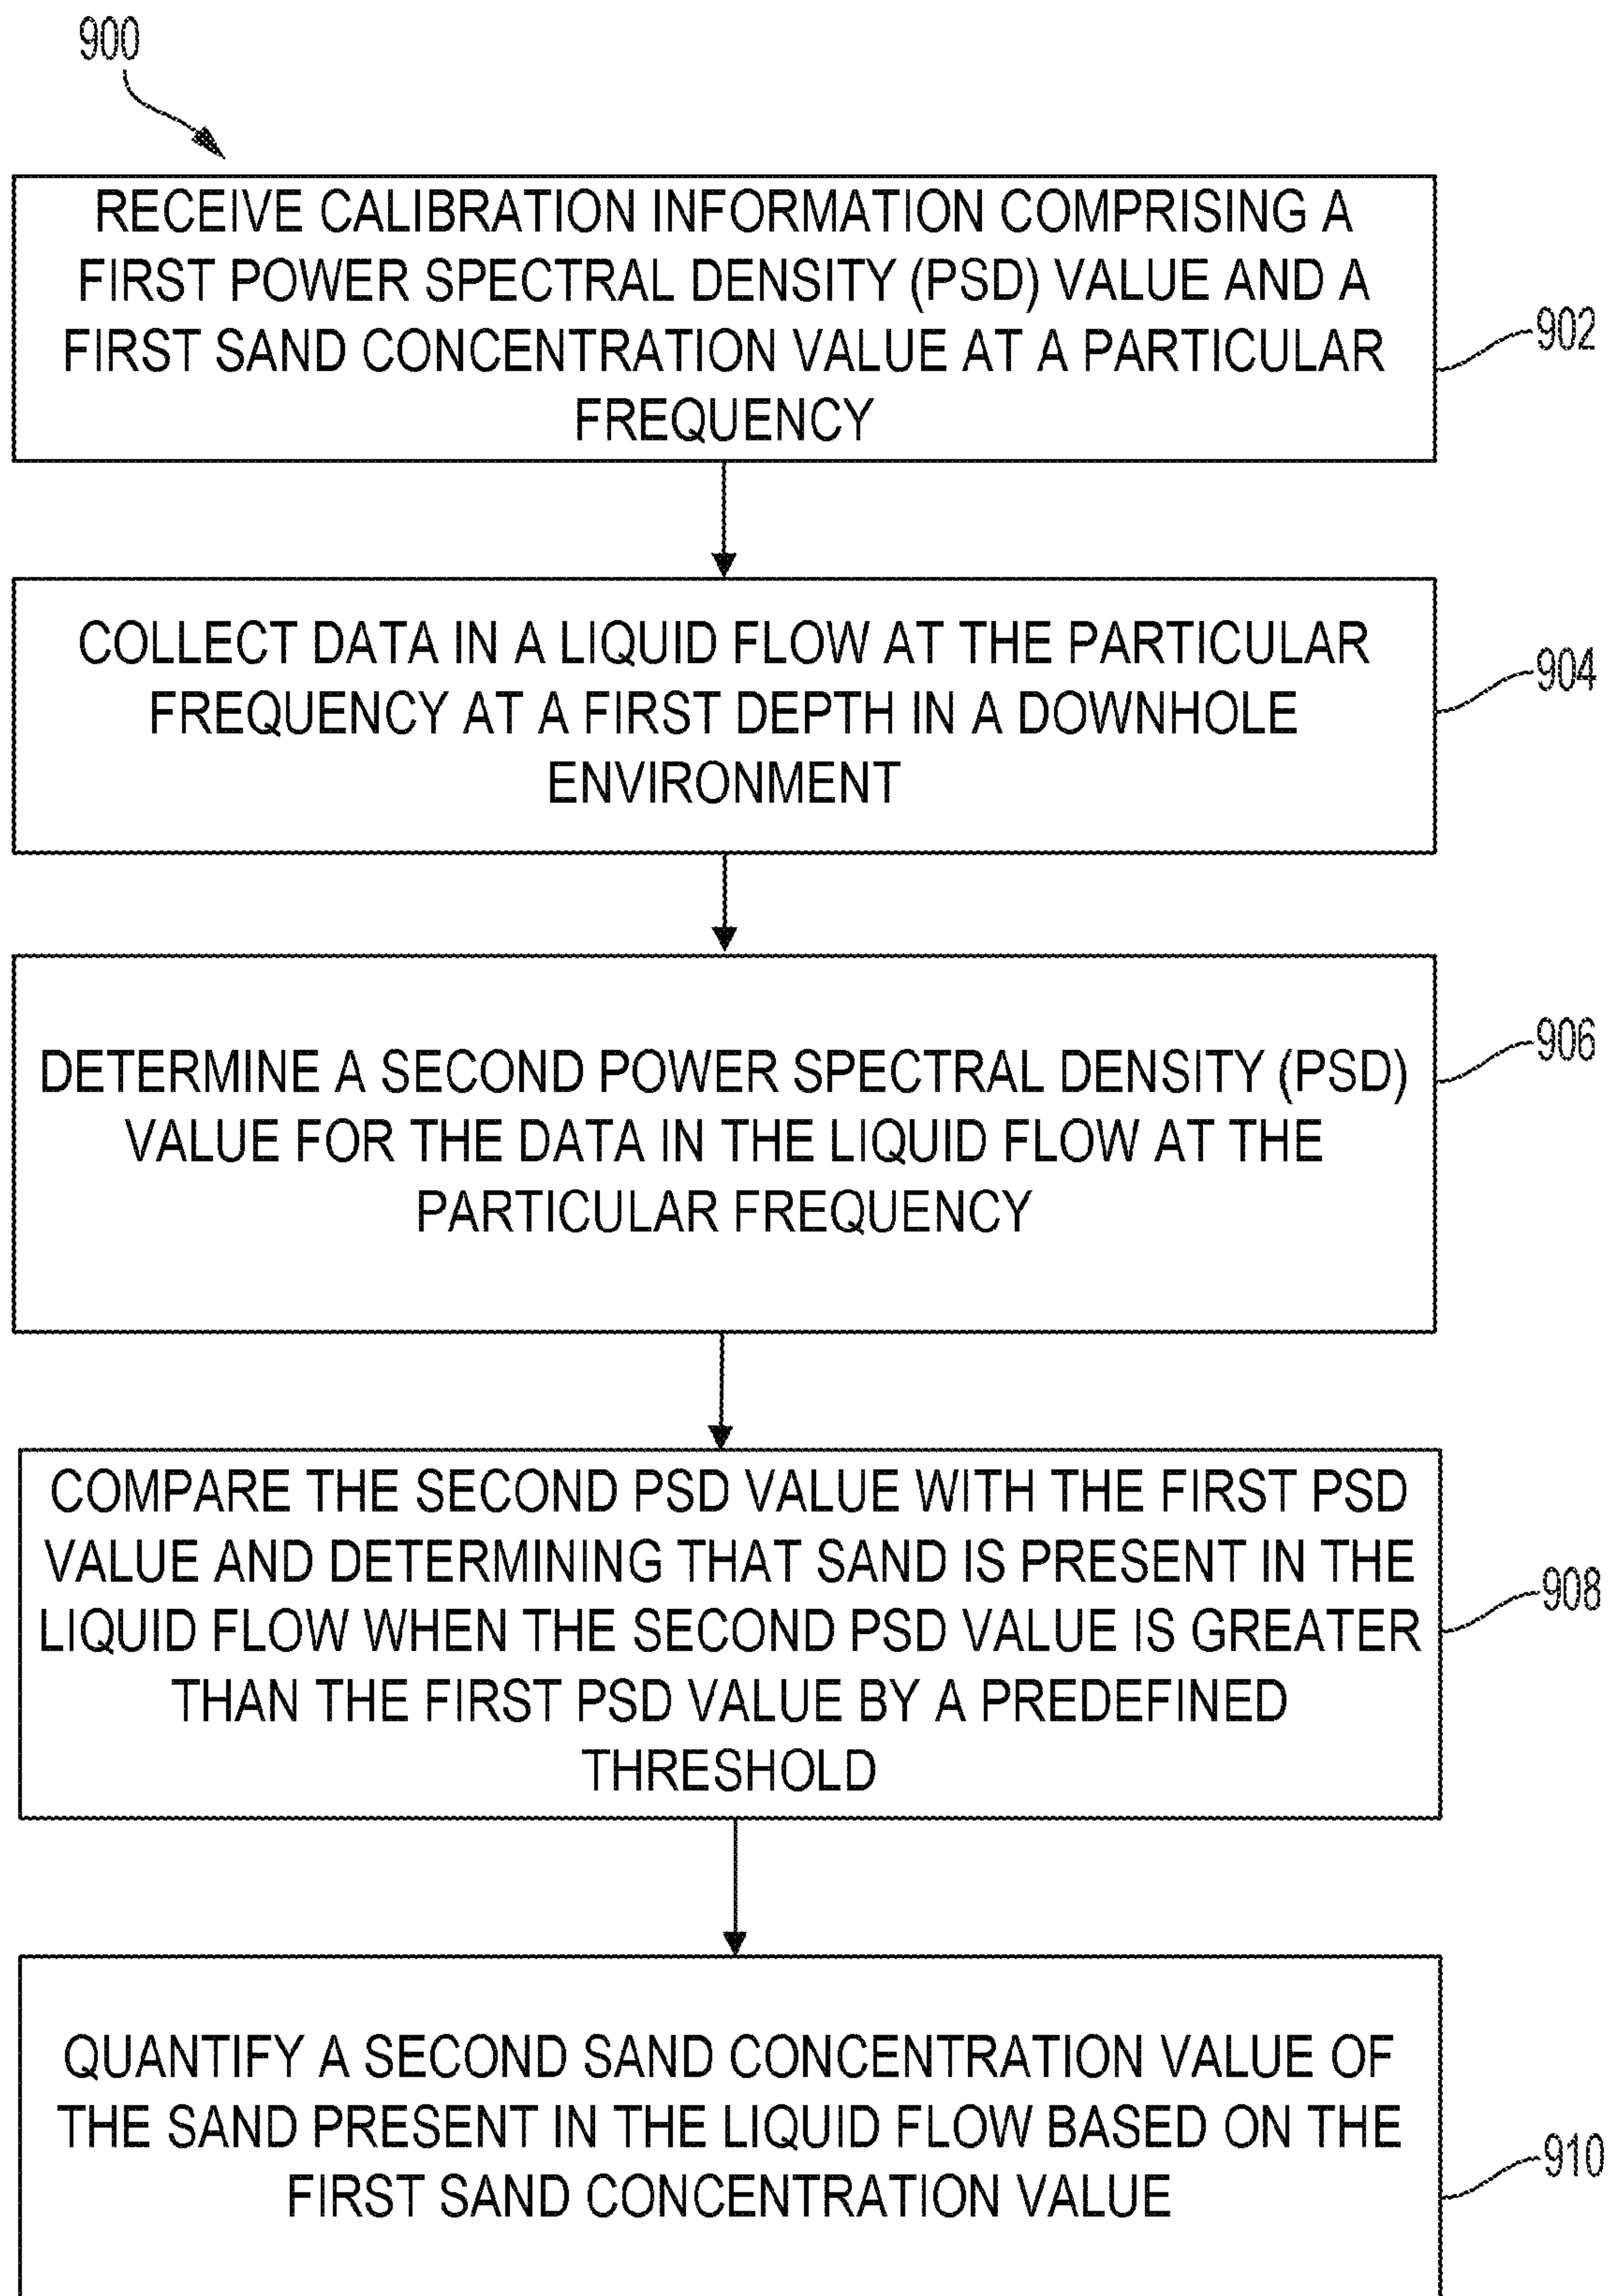 900
RECEIVE CALIBRATION INFORMATION COMPRISING A
FIRST POWER SPECTRAL DENSITY (PSD) VALUE AND A
FIRST SAND CONCENTRATION VALUE AT A PARTICULAR
FREQUENCY
902
COLLECT DATA IN A LIQUID FLOW AT THE PARTICULAR
FREQUENCY AT A FIRST DEPTH IN A DOWNHOLE
ENVIRONMENT
904
DETERMINE A SECOND POWER SPECTRAL DENSITY (PSD)
VALUE FOR THE DATA IN THE LIQUID FLOW AT THE
PARTICULAR FREQUENCY
906
COMPARE THE SECOND PSD VALUE WITH THE FIRST PSD
VALUE AND DETERMINING THAT SAND IS PRESENT IN THE
LIQUID FLOW WHEN THE SECOND PSD VALUE IS GREATER
THAN THE FIRST PSD VALUE BY A PREDEFINED
THRESHOLD
908
QUANTIFY A SECOND SAND CONCENTRATION VALUE OF
THE SAND PRESENT IN THE LIQUID FLOW BASED ON THE
FIRST SAND CONCENTRATION VALUE
910